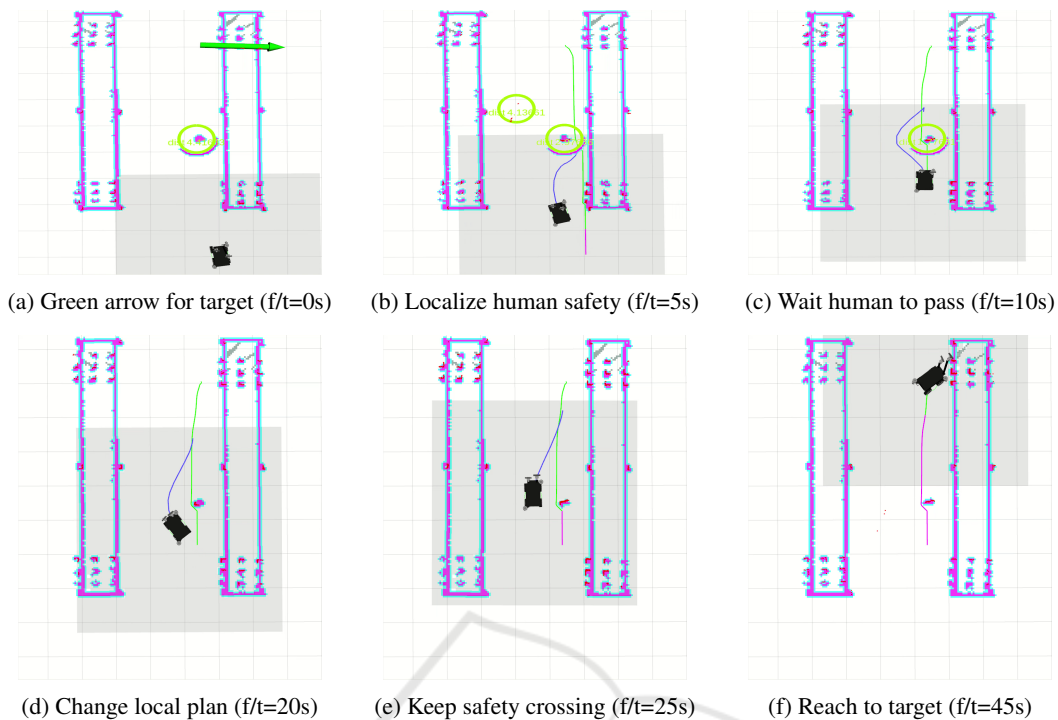 (a) Green arrow for target (f/t=0s)
(b) Localize human safety (f/t=5s)
(c) Wait human to pass (f/t=10s)
(d) Change local plan (f/t=20s)
(e) Keep safety crossing (f/t=25s)
(f) Reach to target (f/t=45s)